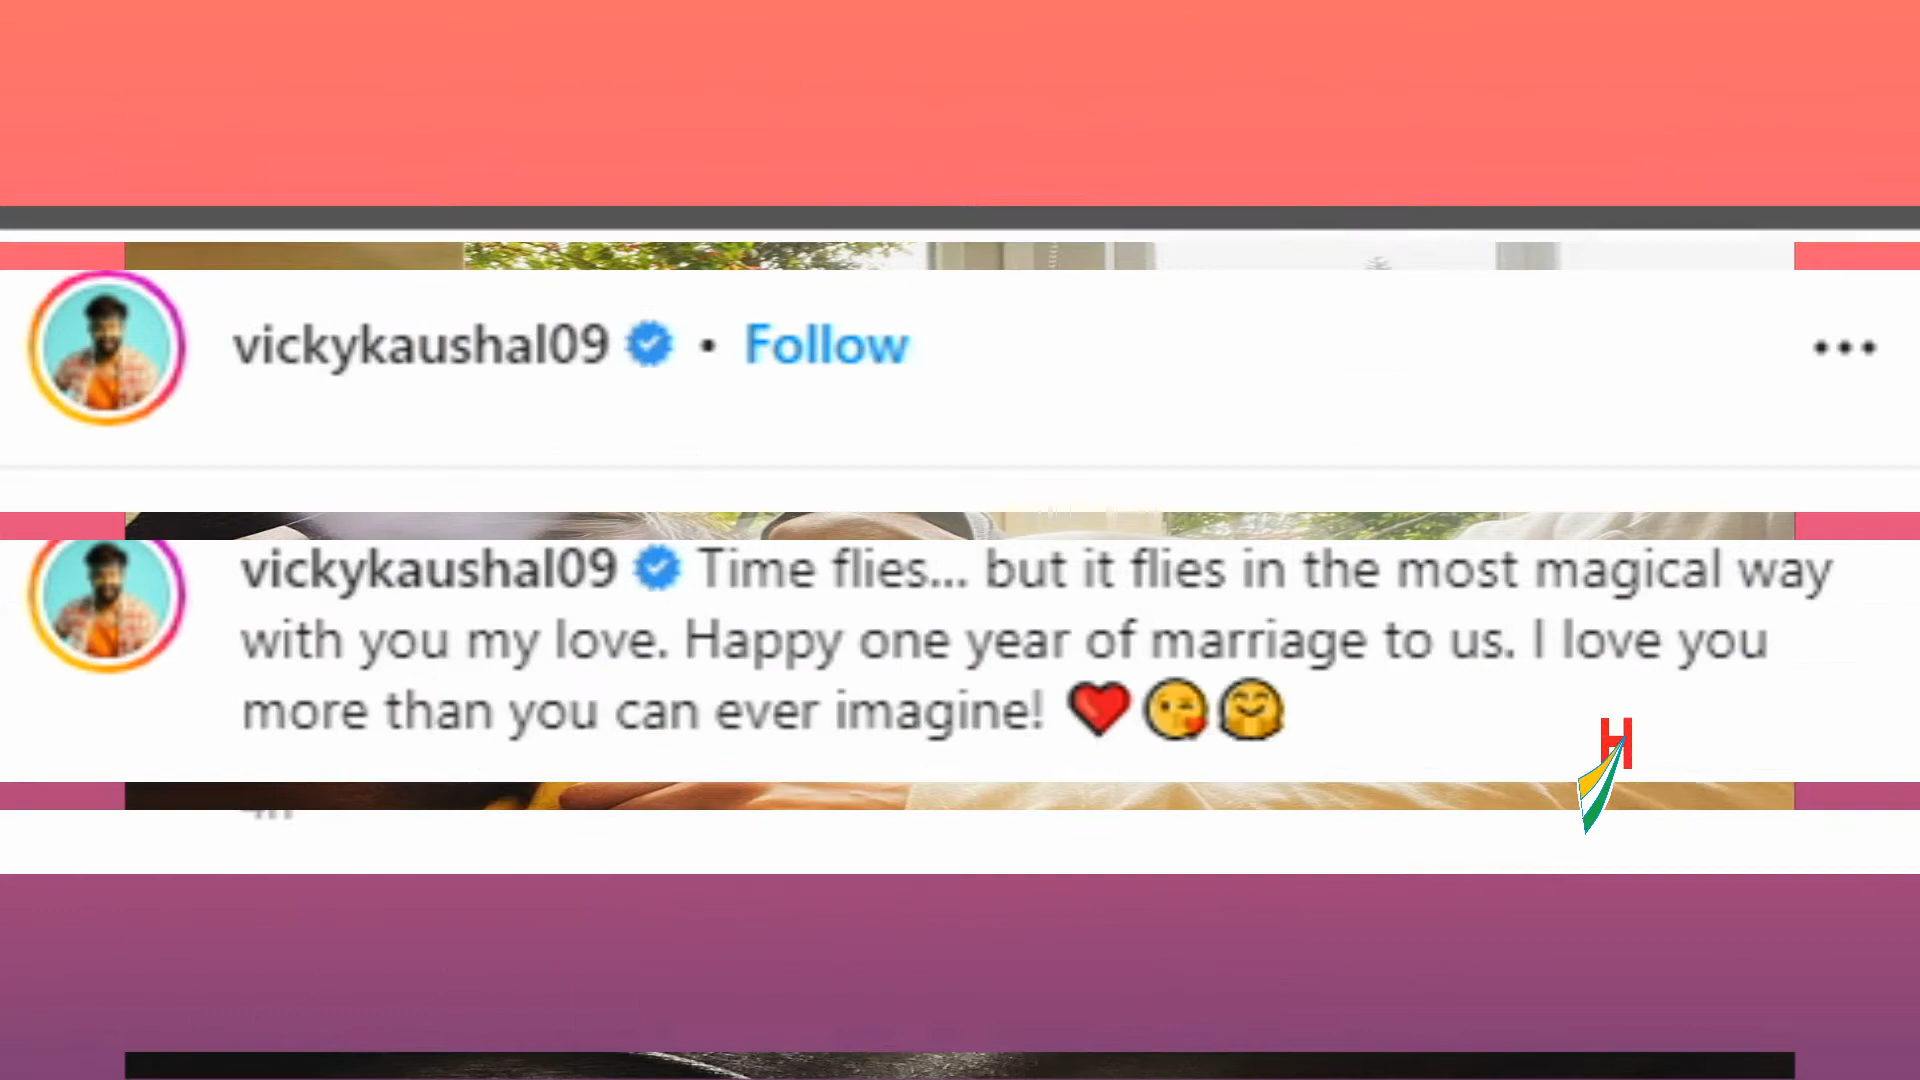 vickykaushal09 • Follow
vickykaushal09 Time flies... but it flies in the most magical way
with you my love. Happy one year of marriage to us. I love you
more than you can ever imagine! ❤️😘🤗
H